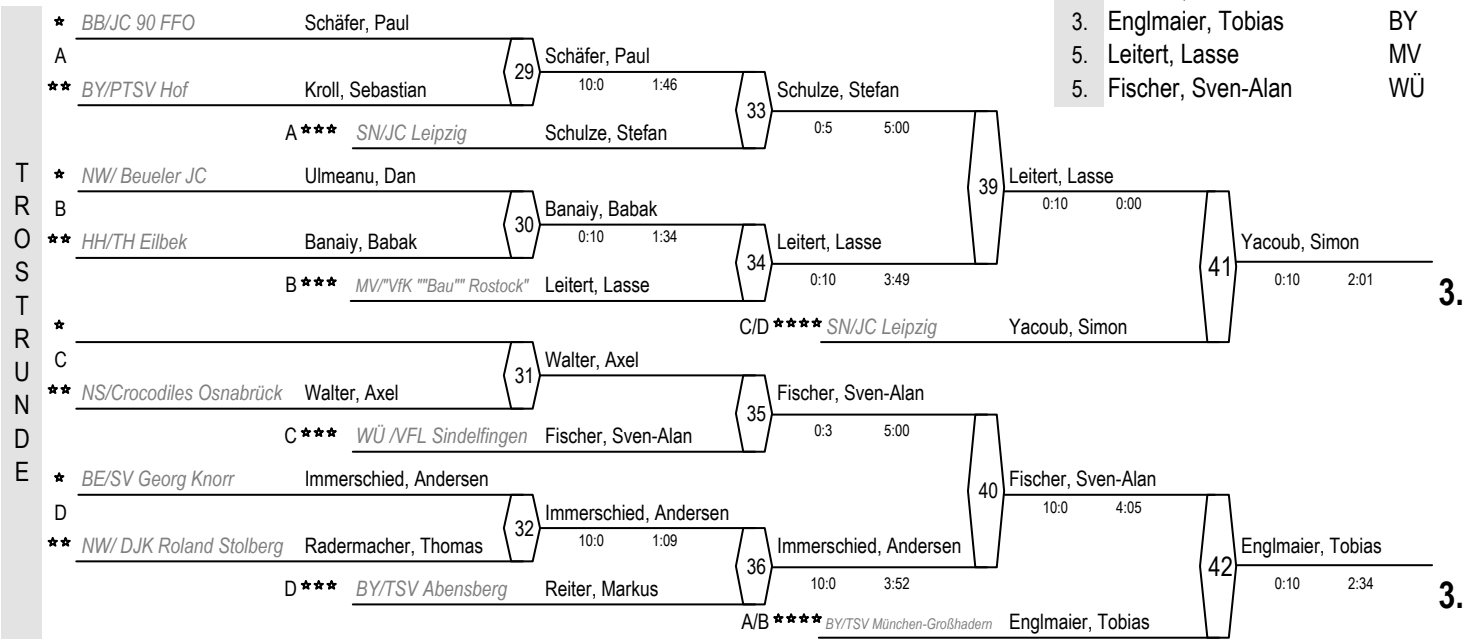 ★ BB/JC 90 FFO Schäfer, Paul
3. Englmaier, Tobias BY
5. Leitert, Lasse MV
5. Fischer, Sven-Alan WÜ
A
29 Schäfer, Paul
10:0 1:46
★★ BY/PTSV Hof Kroll, Sebastian
33 Schulze, Stefan
0:5 5:00
A ★★★ SN/JC Leipzig Schulze, Stefan
TROSTRUNDE
★ NW/ Beueler JC Ulmeanu, Dan
39 Leitert, Lasse
0:10 0:00
B
30 Banaiy, Babak
0:10 1:34
★★ HH/TH Eilbek Banaiy, Babak
34 Leitert, Lasse
0:10 3:49
41 Yacoub, Simon
0:10 2:01
3.
B ★★★ MV/"VfK ""Bau"" Rostock" Leitert, Lasse
★
C/D ★★★★ SN/JC Leipzig Yacoub, Simon
C
31 Walter, Axel
★★ NS/Crocodiles Osnabrück Walter, Axel
35 Fischer, Sven-Alan
0:3 5:00
C ★★★ WÜ /VFL Sindelfingen Fischer, Sven-Alan
★ BE/SV Georg Knorr Immerschied, Andersen
40 Fischer, Sven-Alan
10:0 4:05
D
32 Immerschied, Andersen
10:0 1:09
★★ NW/ DJK Roland Stolberg Radermacher, Thomas
36 Immerschied, Andersen
10:0 3:52
42 Englmaier, Tobias
0:10 2:34
3.
D ★★★ BY/TSV Abensberg Reiter, Markus
A/B ★★★★ BY/TSV München-Großhadern Englmaier, Tobias